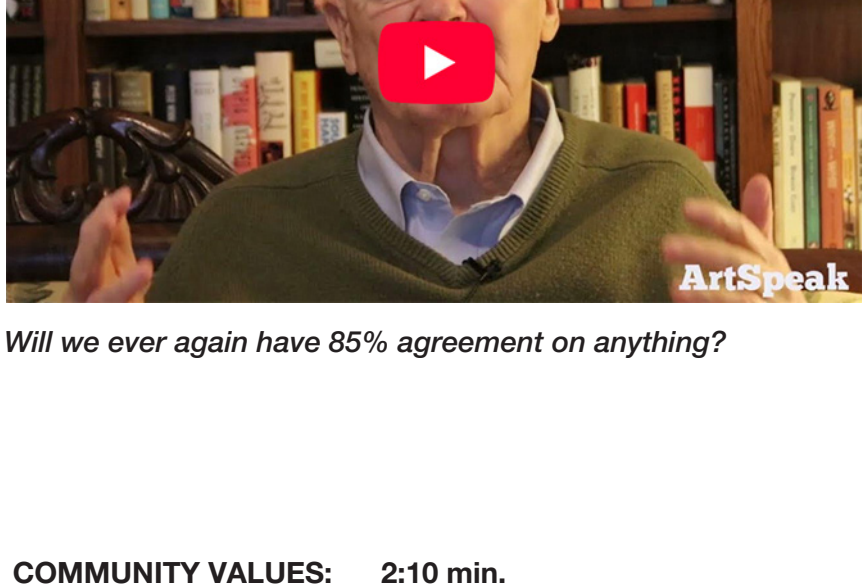 ArtSpeak
Will we ever again have 85% agreement on anything?
COMMUNITY VALUES: 2:10 min.